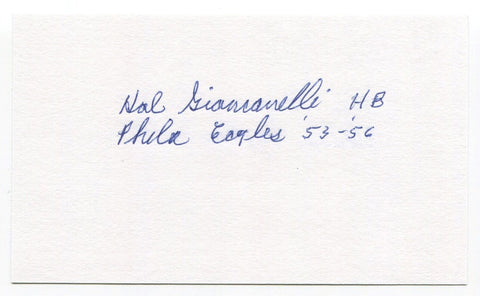 Hal Giancanelli HB
Phila Eagles '53-'56